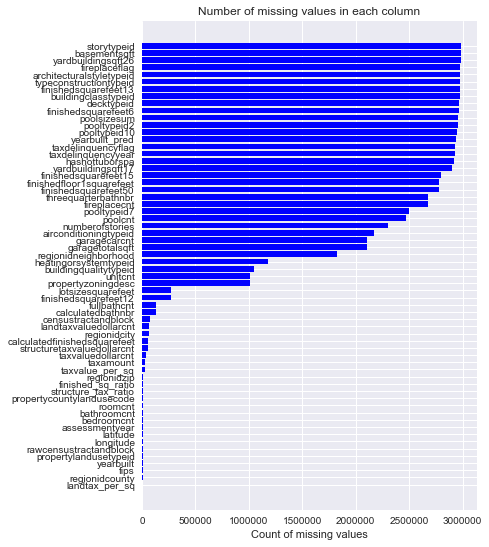 Number of missing values in each column
storytypeid
basementsqft
yardbuildingsqft26
fireplaceflag
architecturalstyletypeid
typeconstructiontypeid
finishedsquarefeet13
buildingclasstypeid
decktypeid
finishedsquarefeet6
poolsizesum
pooltypeid2
pooltypeid10
yearbuilt_pred
taxdelinquencyflag
taxdelinquencyyear
hashottuborspa
yardbuildingsqft17
finishedsquarefeet15
finishedfloor1squarefeet
finishedsquarefeet50
threequarterbathnbr
fireplacecnt
pooltypeid7
poolcnt
numberofstories
airconditioningtypeid
garagecarcnt
garagetotalsqft
regionidneighborhood
heatingorsystemtypeid
buildingqualitytypeid
unitcnt
propertyzoningdesc
lotsizesquarefeet
finishedsquarefeet12
fullbathcnt
calculatedbathnbr
censustractandblock
landtaxvaluedollarcnt
regionidcity
calculatedfinishedsquarefeet
structuretaxvaluedollarcnt
taxvaluedollarcnt
taxamount
taxvalue_per_sq
regionidzip
finished_sq_ratio
structure_tax_ratio
propertycountylandusecode
roomcnt
bathroomcnt
bedroomcnt
assessmentyear
latitude
longitude
rawcensustractandblock
propertylandusetypeid
yearbuilt
fips
regionidcounty
landtax_per_sq
0 500000 1000000 1500000 2000000 2500000 3000000
Count of missing values